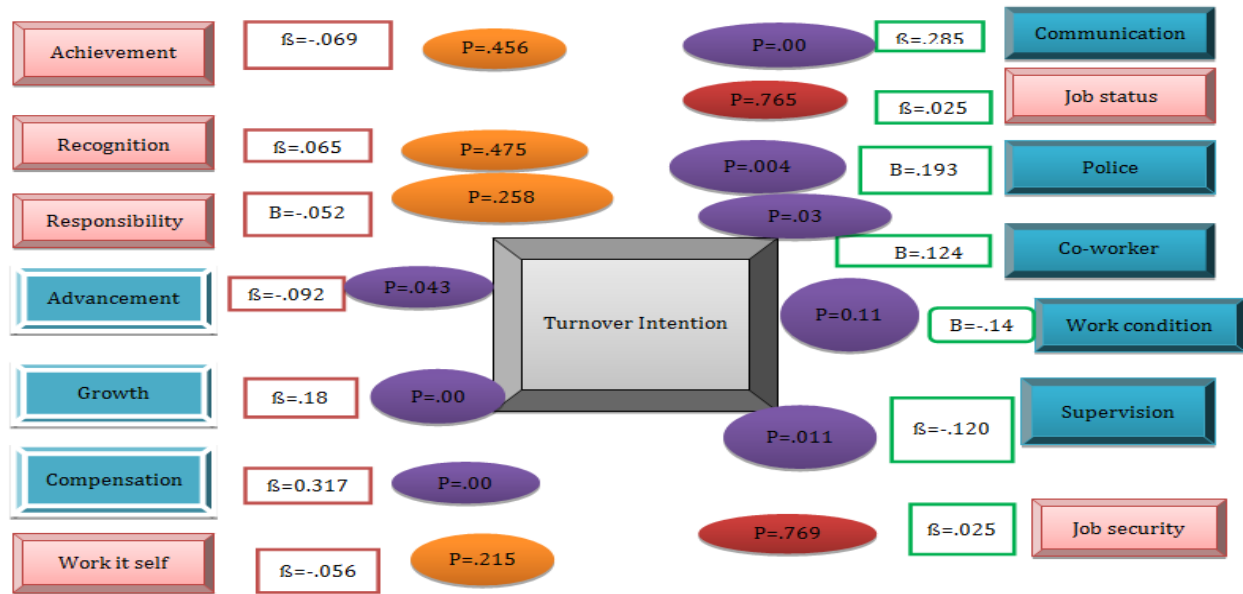 Achievement
ß=-.069
P=.456
Recognition
ß=.065
P=.475
Responsibility
B=-.052
P=.258
Advancement
ß=-.092
P=.043
Growth
ß=.18
P=.00
Compensation
ß=0.317
P=.00
Work it self
ß=-.056
P=.215
Turnover Intention
P=.00
ß=.285
Communication
P=.765
ß=.025
Job status
P=.004
B=.193
Police
P=.03
B=.124
Co-worker
P=0.11
B=-.14
Work condition
P=.011
ß=-.120
Supervision
P=.769
ß=.025
Job security